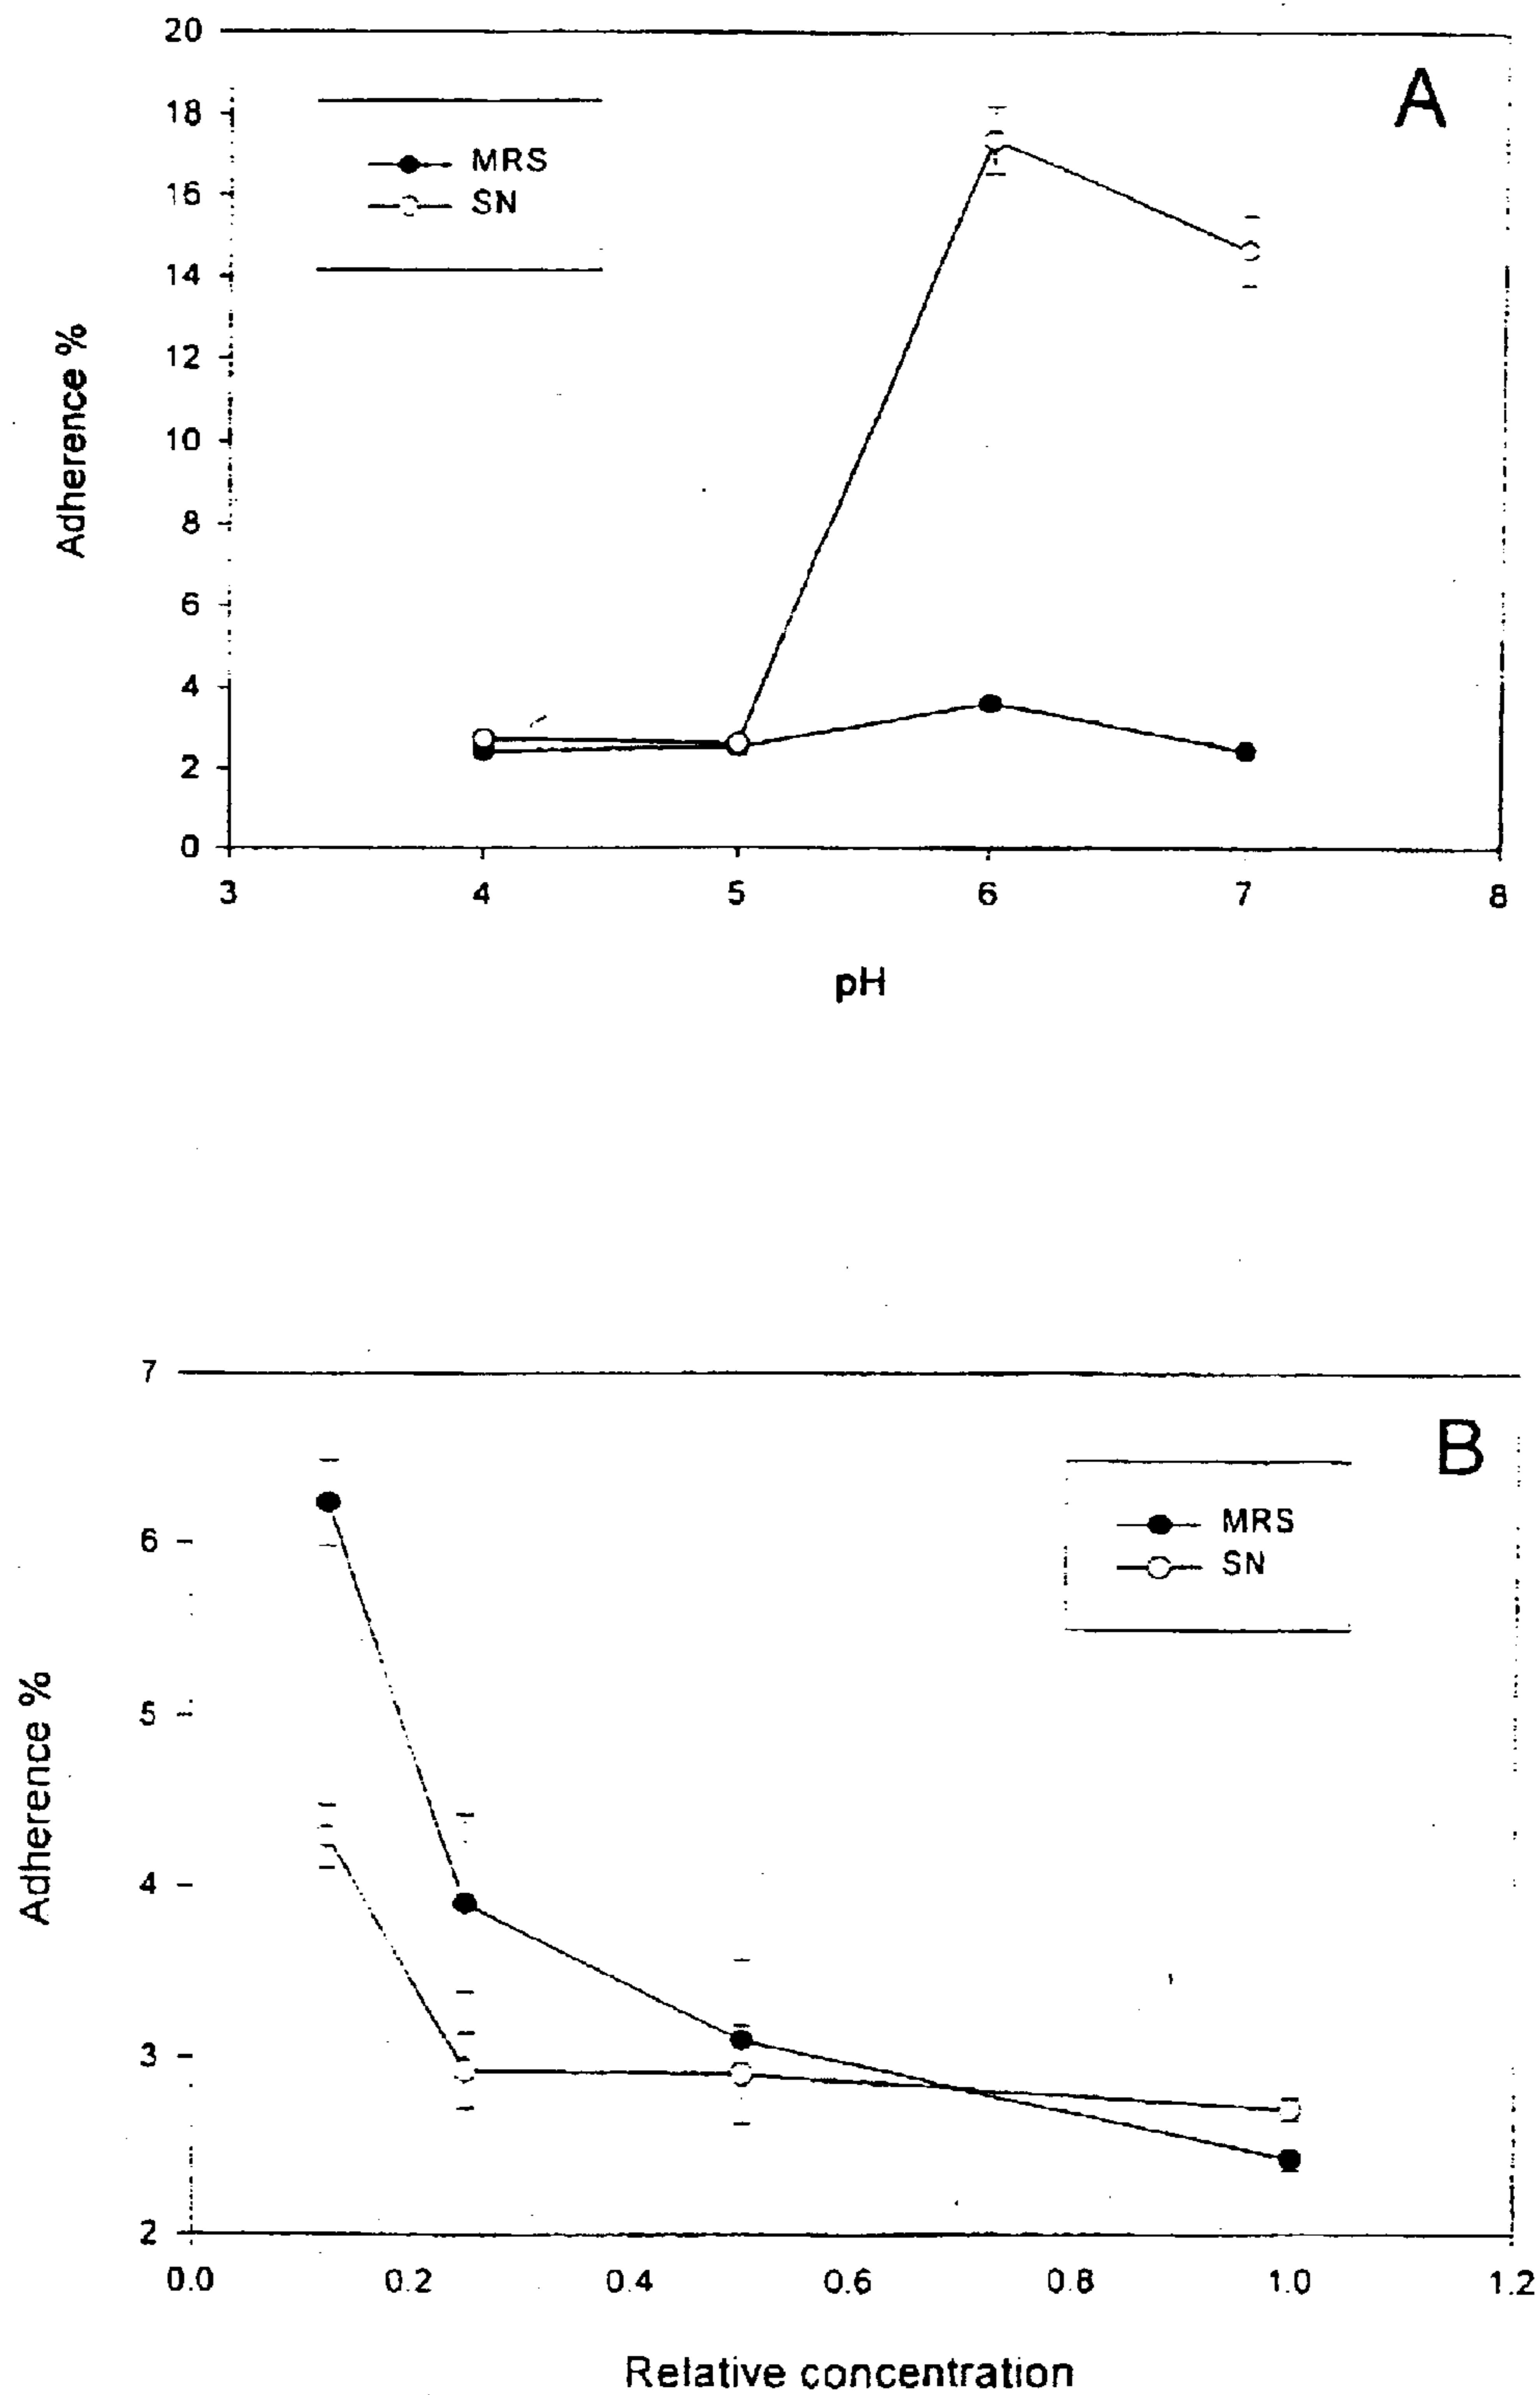 20
A
18
MRS
16
SN
14
12
10
8
6
4
2
0
Adherence %
3 4 5 6 7 8
pH
7
B
MRS
6
SN
5
4
3
2
Adherence %
0.0 0.2 0.4 0.6 0.8 1.0 1.2
Relative concentration